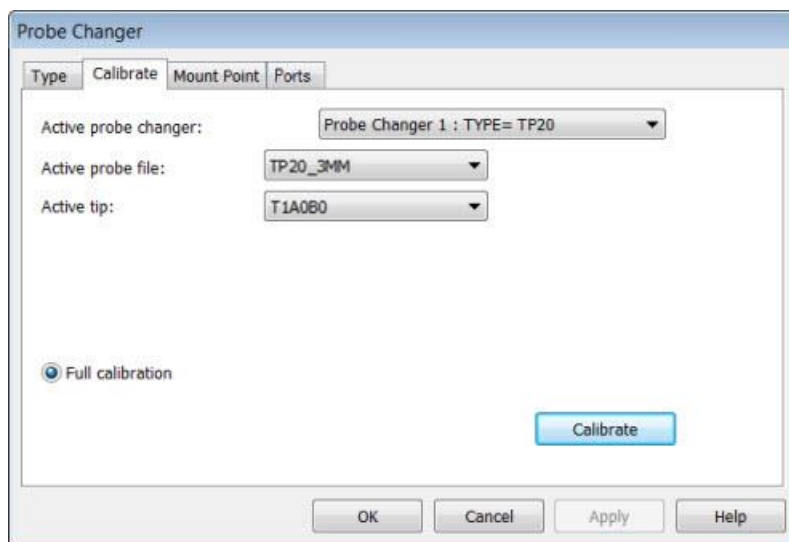 Probe Changer
Type Calibrate Mount Point Ports
Active probe changer: Probe Changer 1 : TYPE= TP20
Active probe file: TP20_3MM
Active tip: T1A0B0
Full calibration
Calibrate
OK Cancel Apply Help